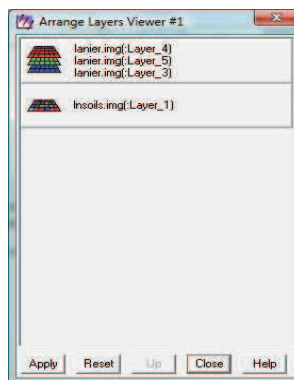 Arrange Layers Viewer #1
lanier.img(:Layer_4)
lanier.img(:Layer_5)
lanier.img(:Layer_3)
lnsoils.img(:Layer_1)
Apply Reset Up Close Help